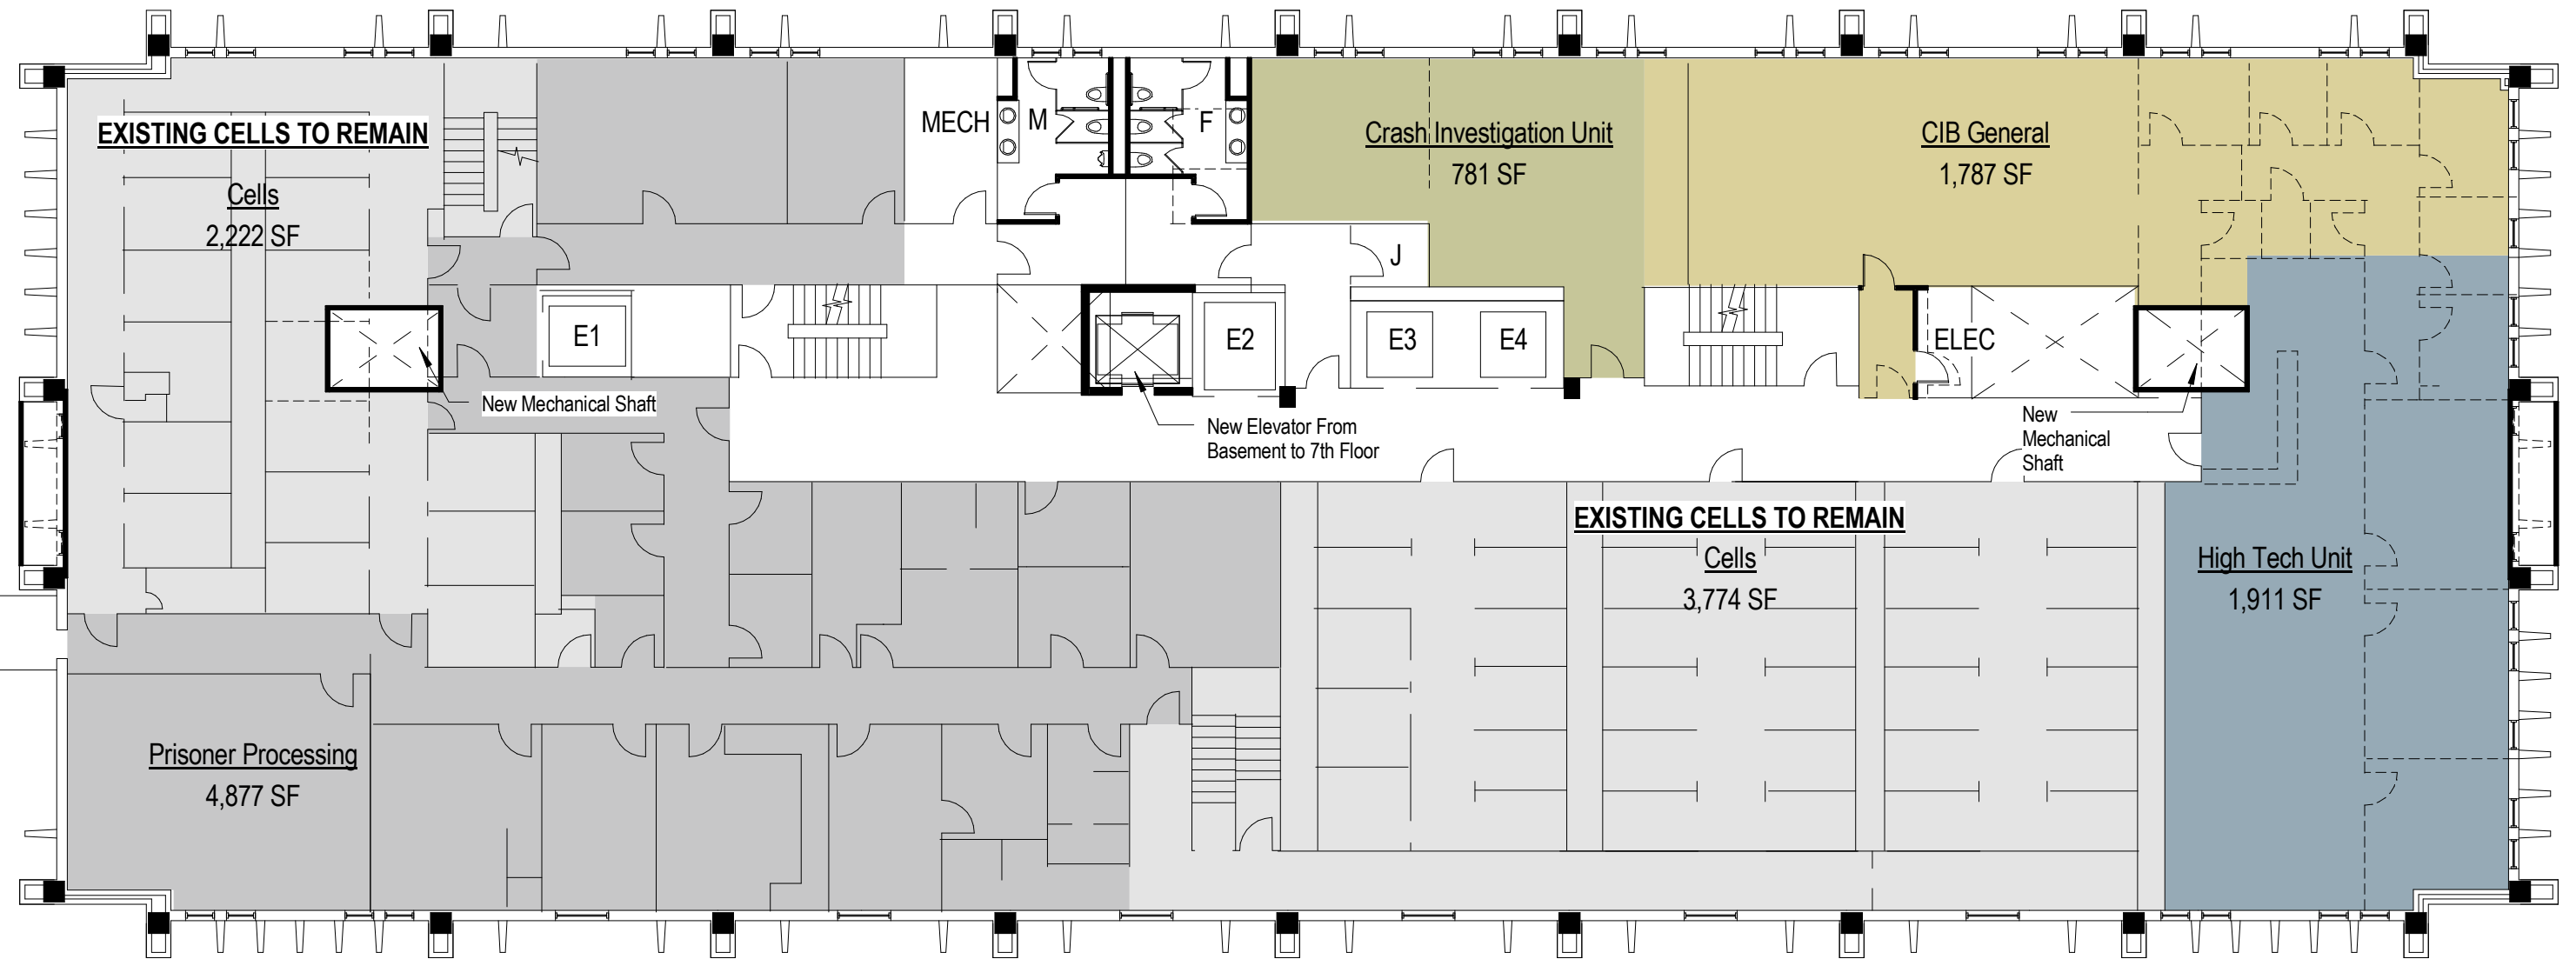 EXISTING CELLS TO REMAIN
Cells
2,222 SF
MECH
M
F
Crash Investigation Unit
781 SF
CIB General
1,787 SF
J
E1
E2
E3
E4
ELEC
New Mechanical Shaft
New Elevator From
Basement to 7th Floor
New
Mechanical
Shaft
EXISTING CELLS TO REMAIN
Cells
3,774 SF
High Tech Unit
1,911 SF
Prisoner Processing
4,877 SF